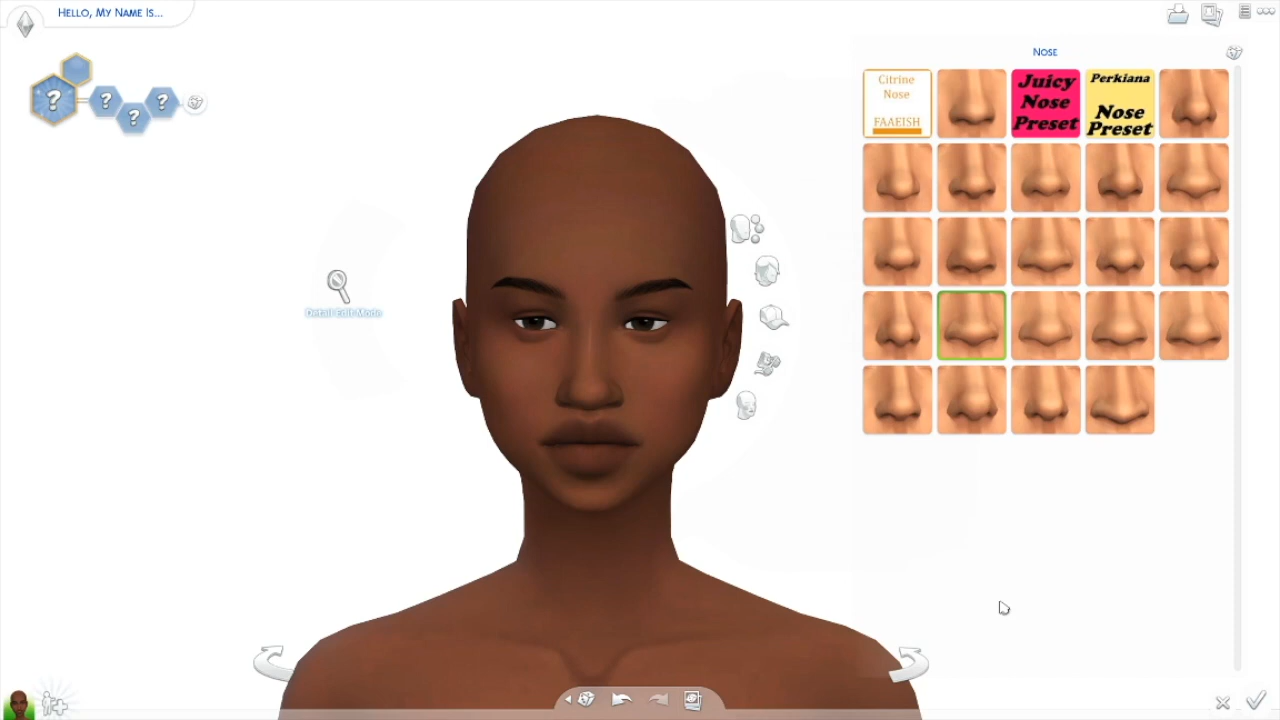 Hello, My Name Is...
Nose
Citrine
Nose
FAAEISH
Juicy
Nose
Preset
Perkiana
Nose
Preset
?
?
?
?
Detail Edit Mode